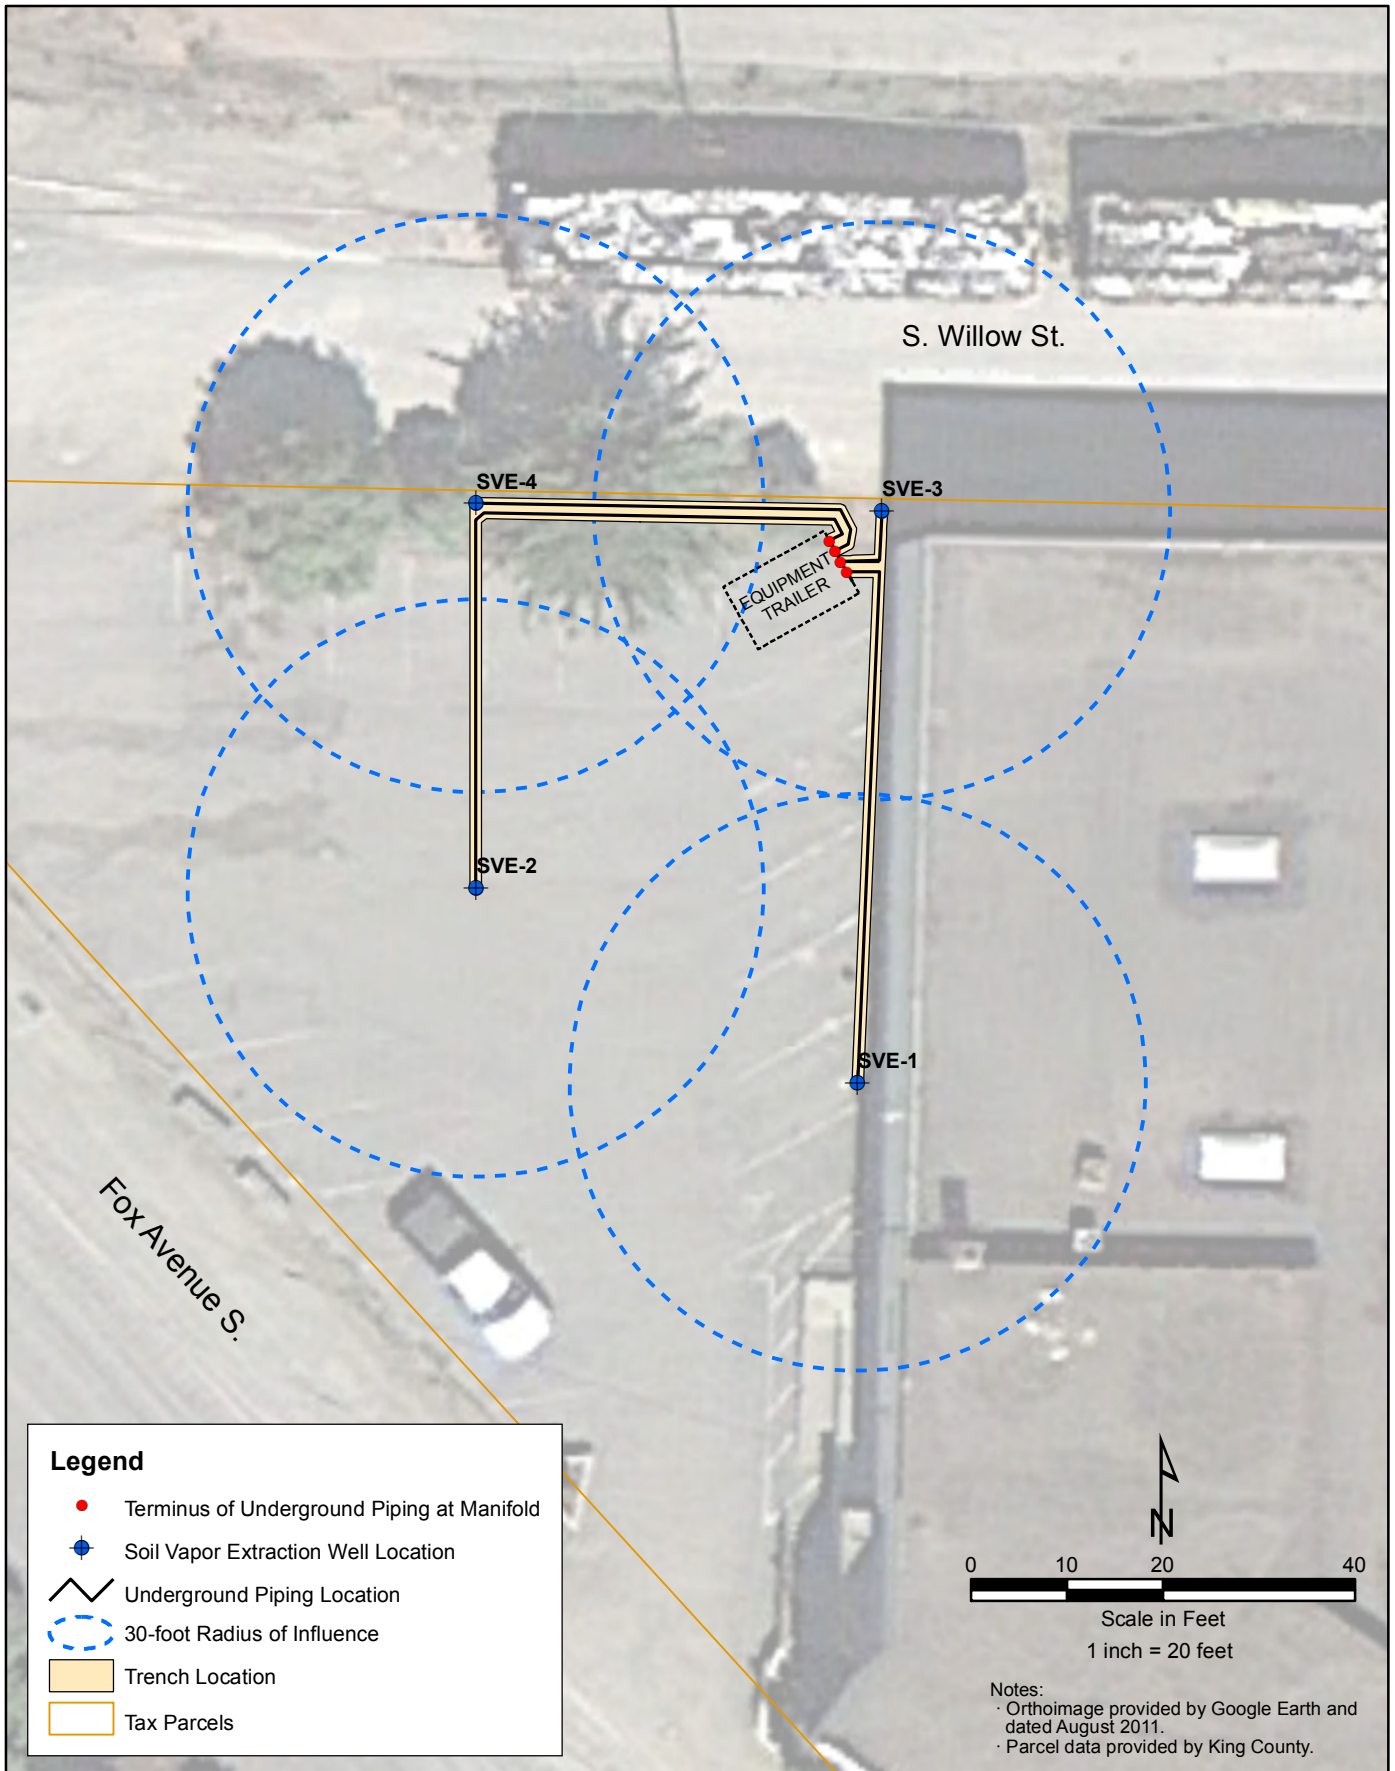 S. Willow St.
SVE-4
SVE-3
EQUIPMENT
TRAILER
SVE-2
SVE-1
Fox Avenue S.
Legend
Terminus of Underground Piping at Manifold
Soil Vapor Extraction Well Location
Underground Piping Location
30-foot Radius of Influence
Trench Location
Tax Parcels
N
0 10 20 40
Scale in Feet
1 inch = 20 feet
Notes:
· Orthoimage provided by Google Earth and
dated August 2011.
· Parcel data provided by King County.